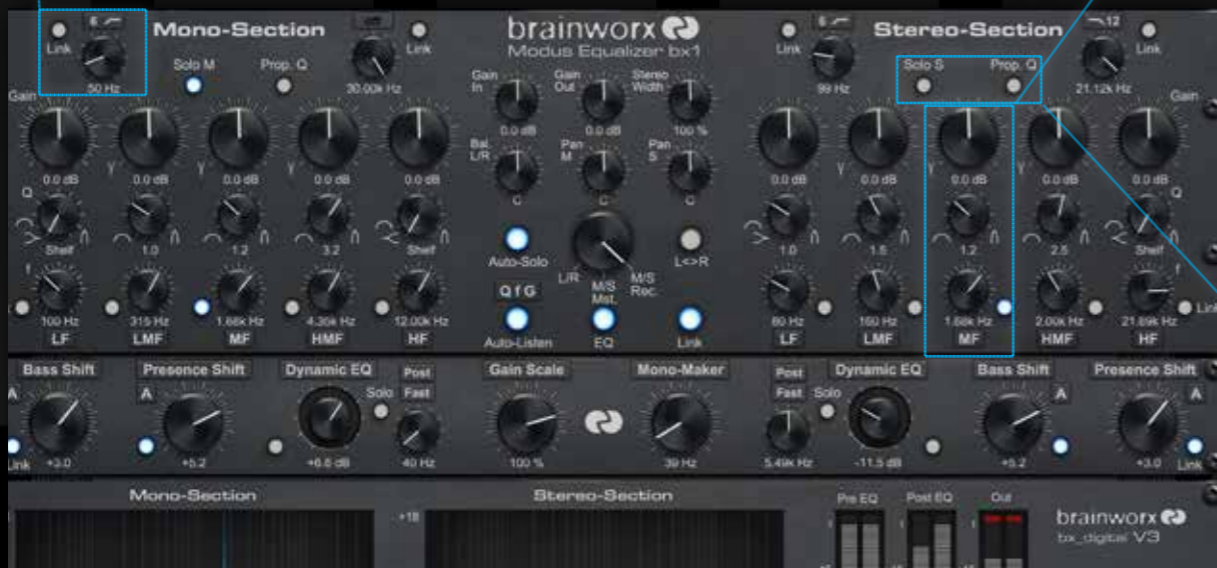 6
Mono-Section
off
brainworx
6
Stereo-Section
12
Link
Link
Modus Equalizer bx1
Link
Link
Solo M
Prop. Q
Solo S
Prop. Q
50 Hz
30.00k Hz
Gain In
Gain Out
Stereo Width
99 Hz
21.12k Hz
Gain
Gain
0.0 dB
0.0 dB
100 %
Bal. L/R
Pan M
Pan S
0.0 dB
0.0 dB
0.0 dB
0.0 dB
0.0 dB
0.0 dB
0.0 dB
0.0 dB
0.0 dB
0.0 dB
Q
C
C
C
Q
Shelf
1.0
1.2
3.2
Shelf
1.0
1.5
1.2
2.5
Shelf
Auto-Solo
L/R
M/S Mst.
M/S Rec.
L<>R
f
Q f G
f
100 Hz
315 Hz
1.68k Hz
4.36k Hz
12.00k Hz
60 Hz
160 Hz
1.68k Hz
2.00k Hz
21.89k Hz
Link
LF
LMF
MF
HMF
HF
Auto-Listen
EQ
Link
LF
LMF
MF
HMF
HF
Bass Shift
Presence Shift
Dynamic EQ
Post
Gain Scale
Mono-Maker
Post
Dynamic EQ
Bass Shift
Presence Shift
A
A
Solo
Fast
Fast
Solo
A
A
Link
+3.0
+5.2
+6.6 dB
40 Hz
100 %
39 Hz
5.49k Hz
-11.5 dB
+5.2
+3.0
Link
Mono-Section
Stereo-Section
Pre EQ
Post EQ
Out
+18
brainworx
bx_digital V3